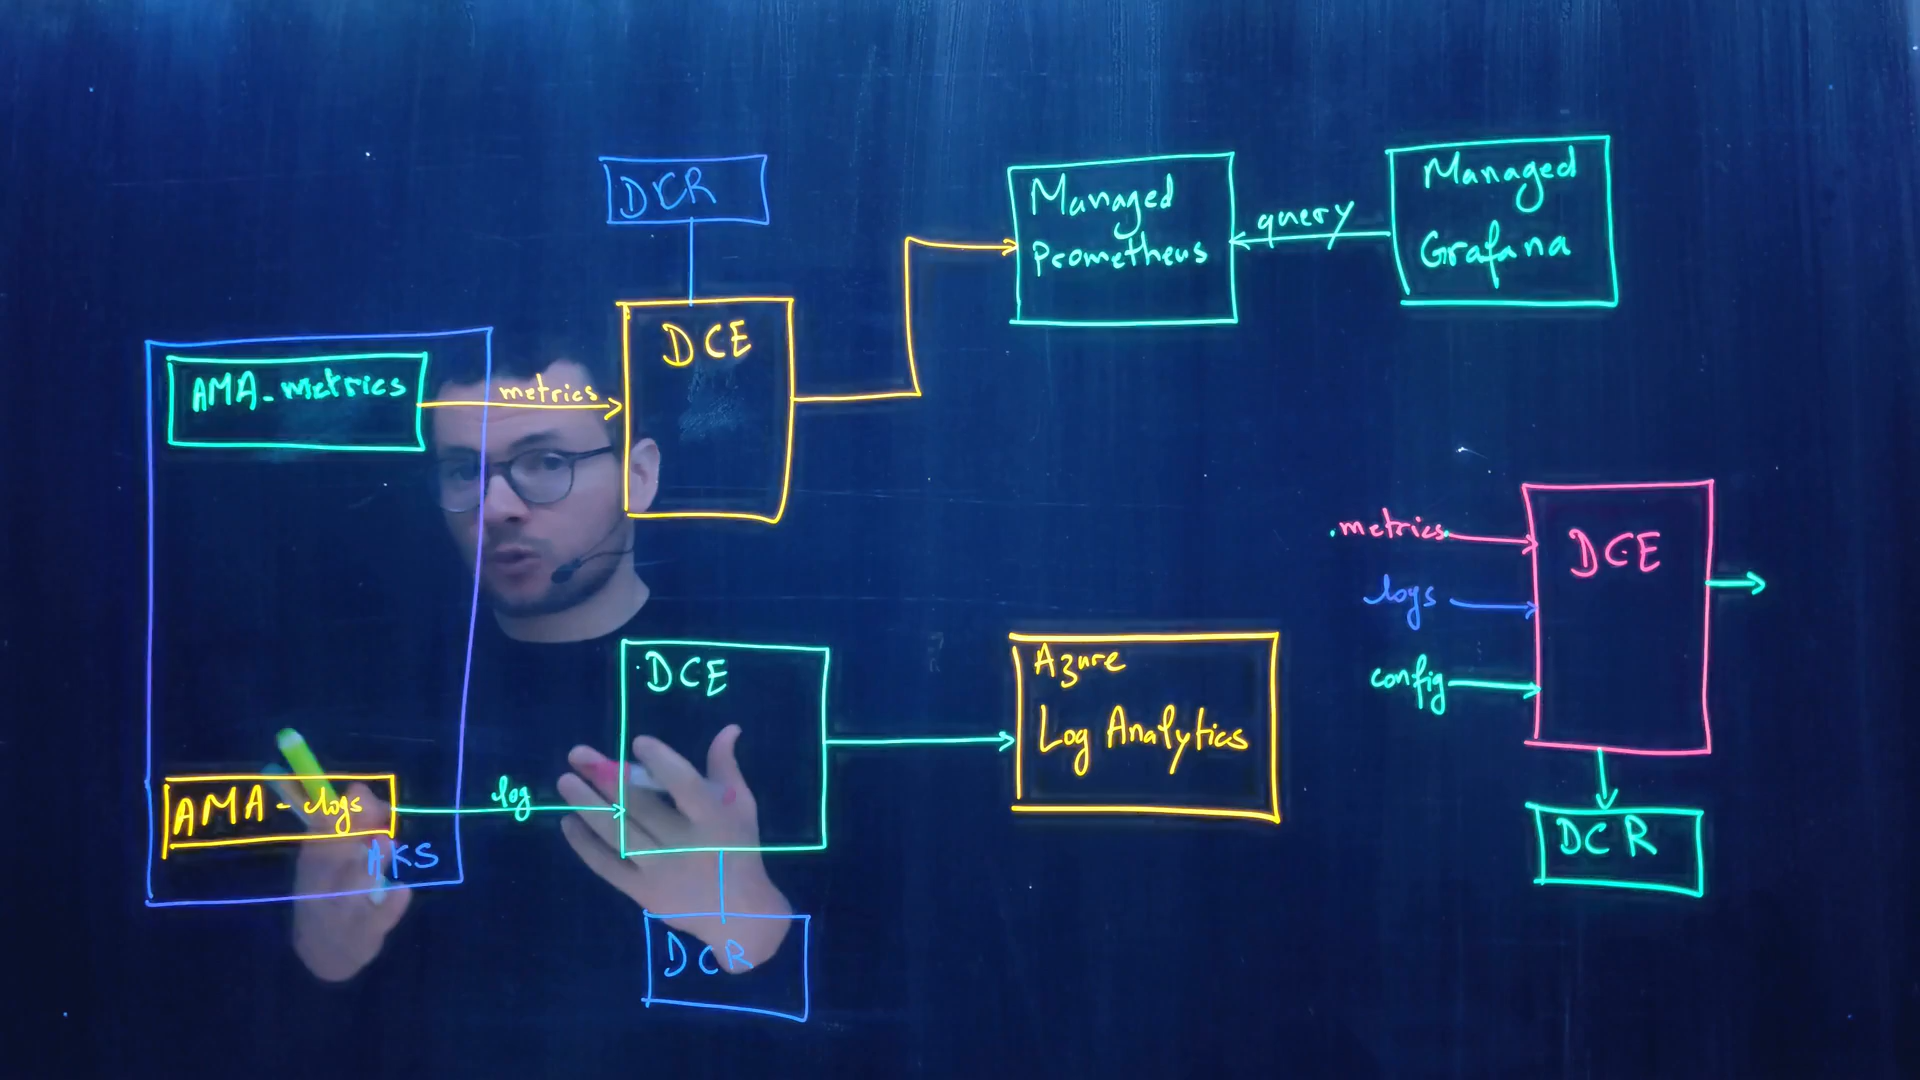 DCR
Managed
Prometheus
query
Managed
Grafana
DCE
AMA-metrics
metrics
metrics
logs
config
DCE
DCR
DCE
Azure
Log Analytics
AMA-logs
log
AKS
DCR